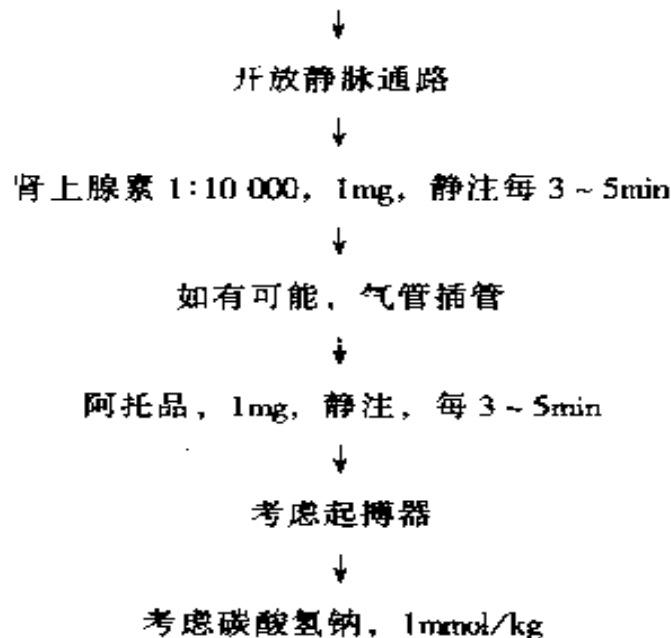 开放静脉通路
肾上腺素 1:10 000, 1mg, 静注每 3 ~ 5min
如有可能, 气管插管
阿托品, 1mg, 静注, 每 3 ~ 5min
考虑起搏器
考虑碳酸氢钠, 1mmol/kg